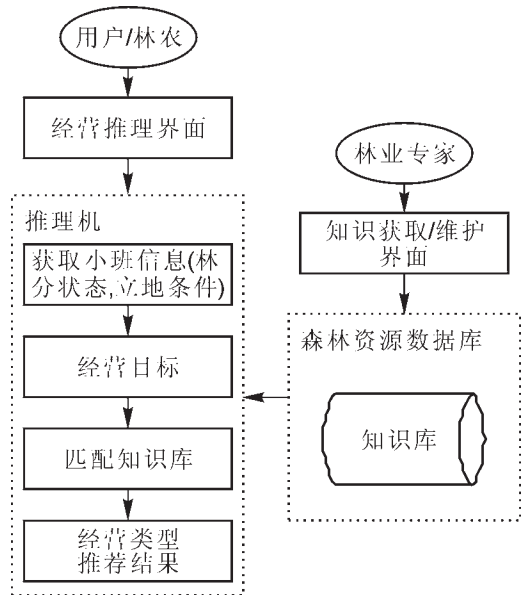 用户/林农
经营推理界面
推理机
获取小班信息(林
分状态,立地条件)
经营目标
匹配知识库
经营类型
推荐结果
林业专家
知识获取/维护
界面
森林资源数据库
知识库